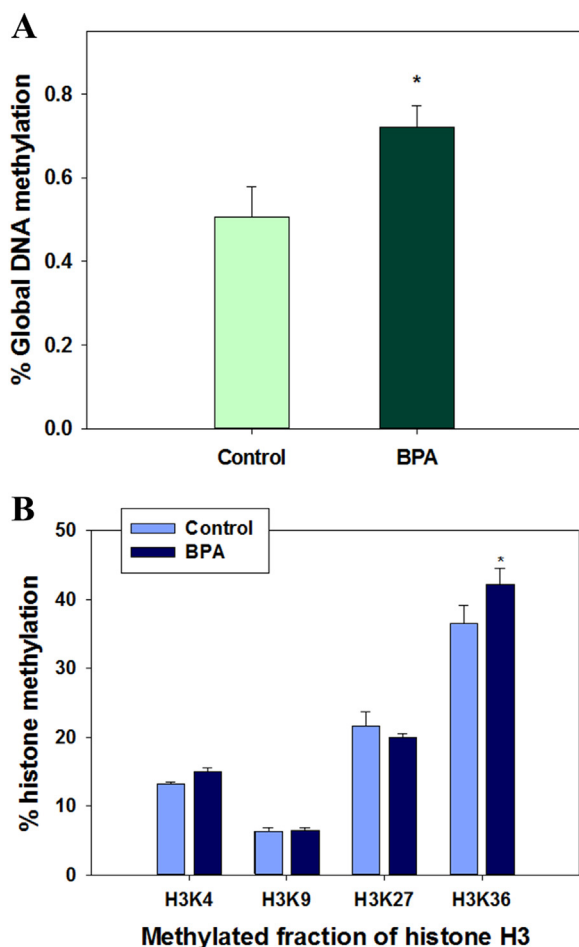 A
% Global DNA methylation
0.8
0.6
0.4
0.2
0.0
*
Control
BPA
B
% histone methylation
50
40
30
20
10
0
Control
BPA
*
H3K4
H3K9
H3K27
H3K36
Methylated fraction of histone H3